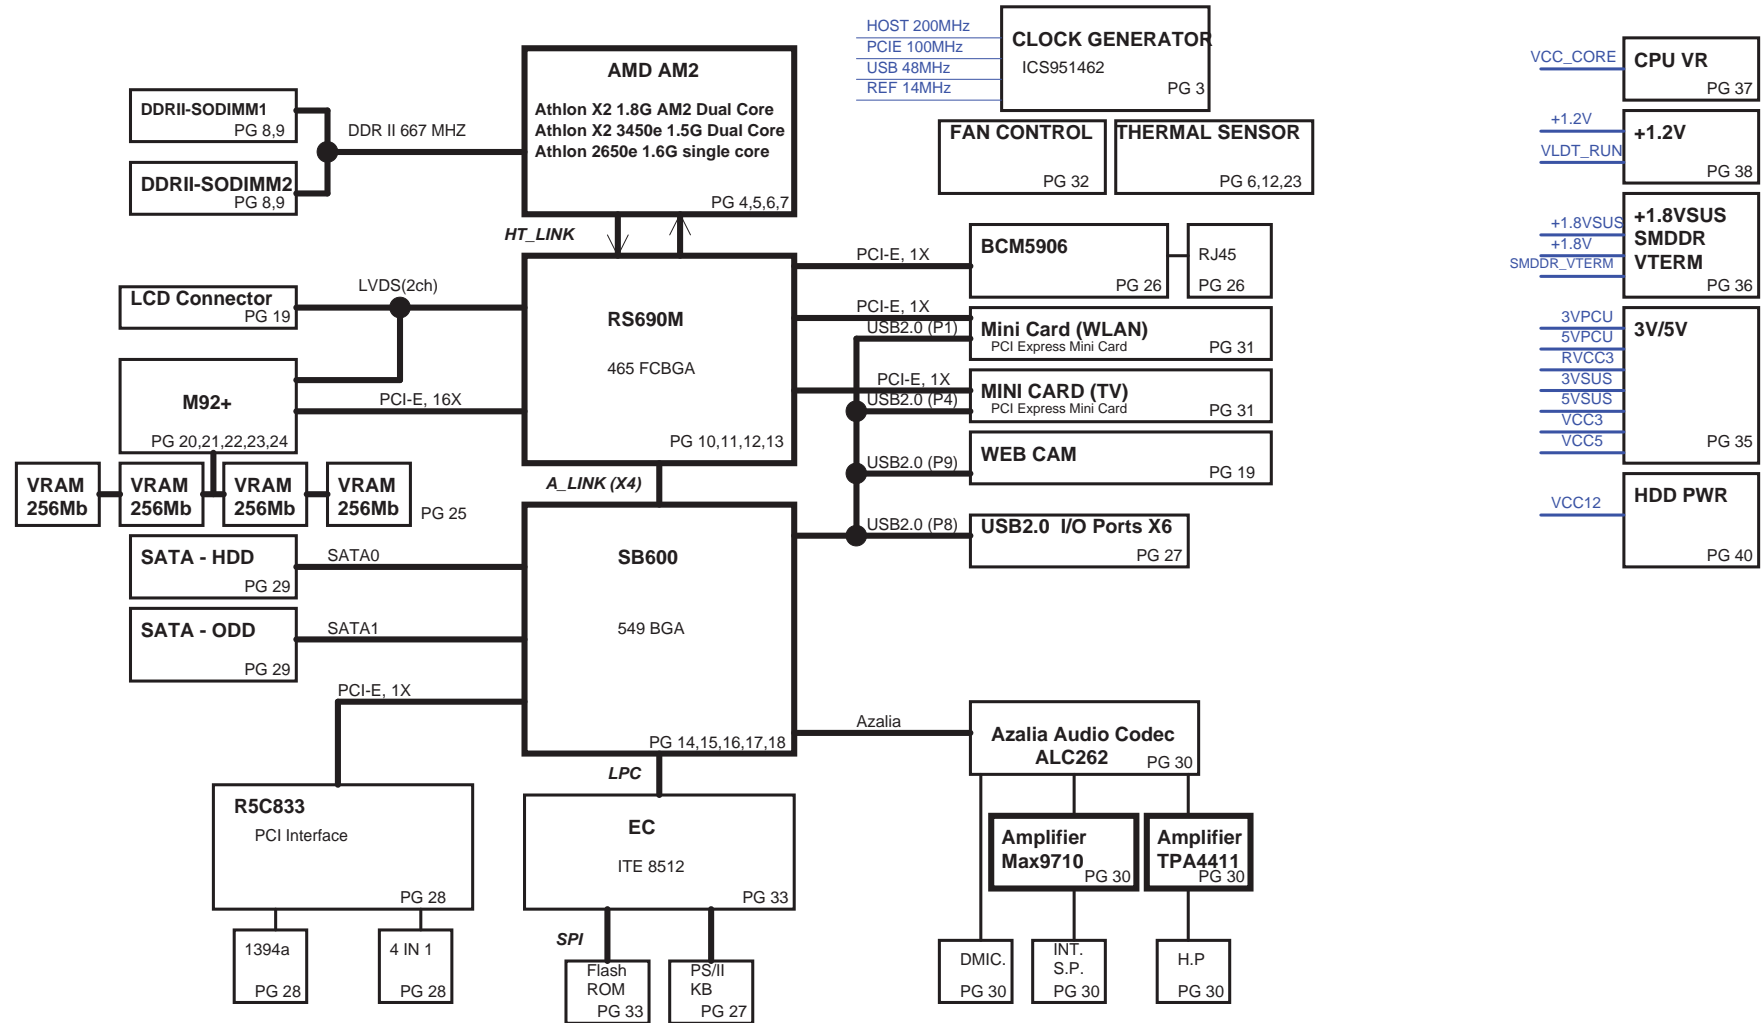 HOST 200MHz
PCIE 100MHz
USB 48MHz
REF 14MHz
CLOCK GENERATOR
ICS951462
PG 3
VCC_CORE
CPU VR
PG 37
AMD AM2
Athlon X2 1.8G AM2 Dual Core
Athlon X2 3450e 1.5G Dual Core
Athlon 2650e 1.6G single core
PG 4,5,6,7
DDRII-SODIMM1
PG 8,9
DDR II 667 MHZ
DDRII-SODIMM2
PG 8,9
FAN CONTROL
PG 32
THERMAL SENSOR
PG 6,12,23
+1.2V
VLDT_RUN
+1.2V
PG 38
+1.8VSUS
+1.8V
SMDDR_VTERM
+1.8VSUS
SMDDR
VTERM
PG 36
HT_LINK
PCI-E, 1X
BCM5906
PG 26
RJ45
PG 26
LCD Connector
PG 19
LVDS(2ch)
RS690M
465 FCBGA
PG 10,11,12,13
PCI-E, 1X
USB2.0 (P1)
Mini Card (WLAN)
PCI Express Mini Card
PG 31
3VPCU
5VPCU
RVCC3
3VSUS
5VSUS
VCC3
VCC5
3V/5V
PG 35
M92+
PG 20,21,22,23,24
PCI-E, 16X
PCI-E, 1X
USB2.0 (P4)
MINI CARD (TV)
PCI Express Mini Card
PG 31
USB2.0 (P9)
WEB CAM
PG 19
VRAM
256Mb
VRAM
256Mb
VRAM
256Mb
VRAM
256Mb
PG 25
A_LINK (X4)
VCC12
HDD PWR
PG 40
USB2.0 (P8)
USB2.0 I/O Ports X6
PG 27
SATA - HDD
PG 29
SATA0
SB600
549 BGA
PG 14,15,16,17,18
SATA - ODD
PG 29
SATA1
PCI-E, 1X
Azalia
Azalia Audio Codec
ALC262
PG 30
LPC
R5C833
PCI Interface
PG 28
EC
ITE 8512
PG 33
Amplifier
Max9710
PG 30
Amplifier
TPA4411
PG 30
1394a
PG 28
4 IN 1
PG 28
SPI
Flash
ROM
PG 33
PS/II
KB
PG 27
DMIC.
PG 30
INT.
S.P.
PG 30
H.P
PG 30